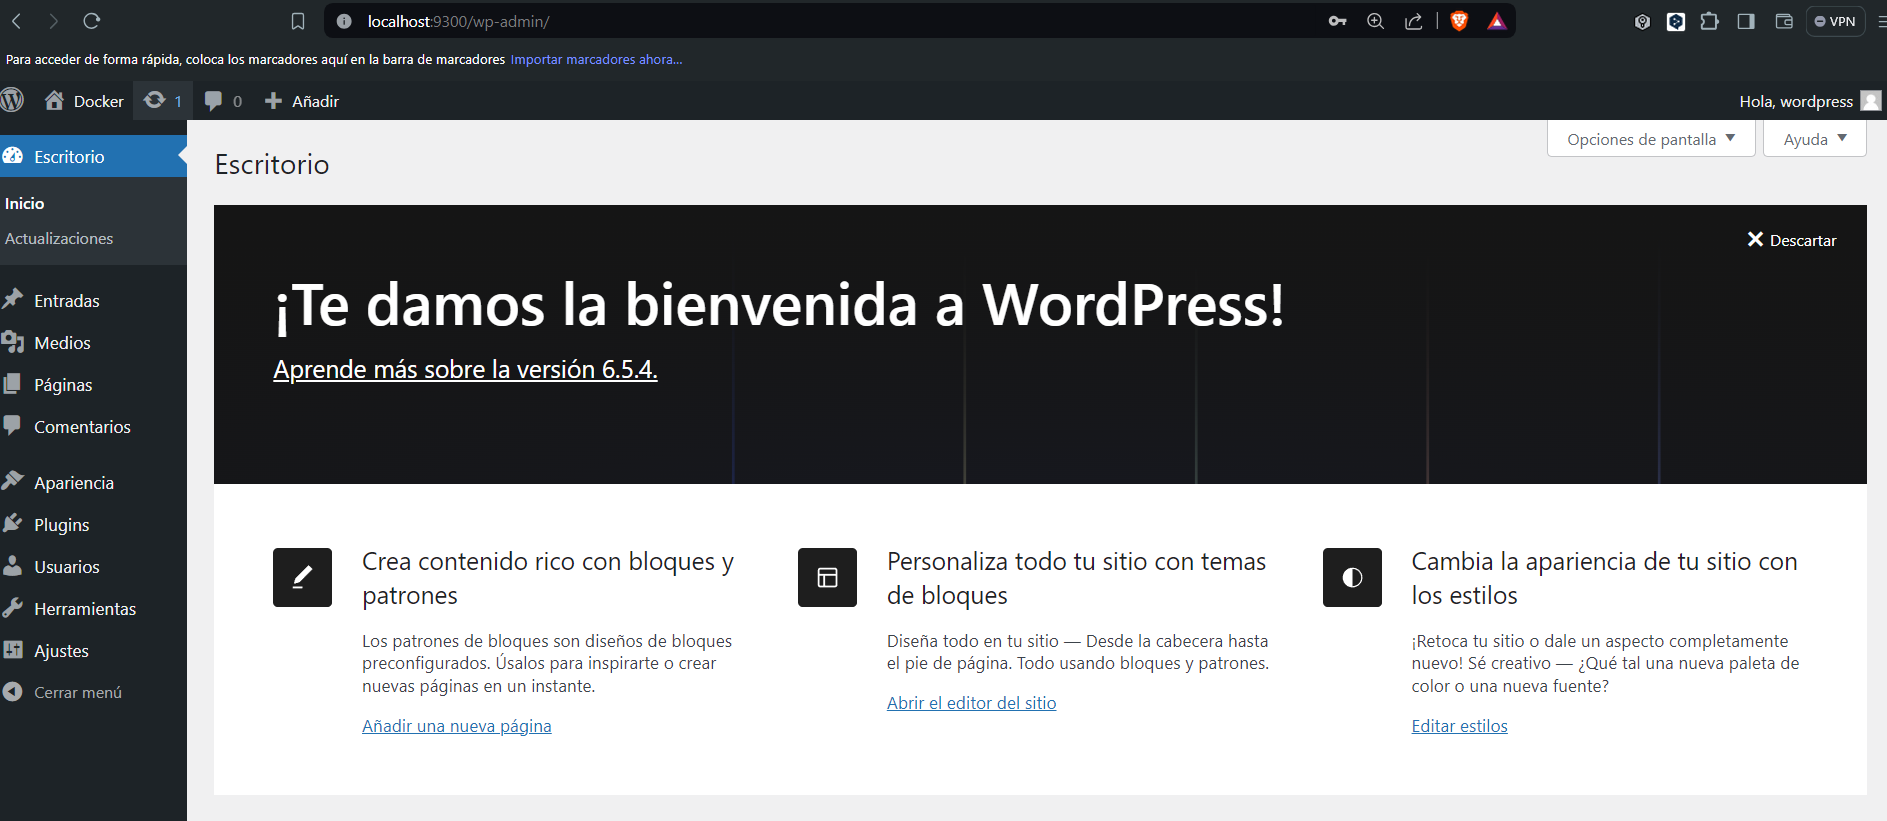 localhost:9300/wp-admin/
VPN
Para acceder de forma rápida, coloca los marcadores aquí en la barra de marcadores Importar marcadores ahora...
Docker 1 0 Añadir
Hola, wordpress
Escritorio
Inicio
Actualizaciones
Entradas
Medios
Páginas
Comentarios
Apariencia
Plugins
Usuarios
Herramientas
Ajustes
Cerrar menú
Opciones de pantalla
Ayuda
Escritorio
Descartar
¡Te damos la bienvenida a WordPress!
Aprende más sobre la versión 6.5.4.
Crea contenido rico con bloques y
patrones
Los patrones de bloques son diseños de bloques
preconfigurados. Úsalos para inspirarte o crear
nuevas páginas en un instante.
Añadir una nueva página
Personaliza todo tu sitio con temas
de bloques
Diseña todo en tu sitio — Desde la cabecera hasta
el pie de página. Todo usando bloques y patrones.
Abrir el editor del sitio
Cambia la apariencia de tu sitio con
los estilos
¡Retoca tu sitio o dale un aspecto completamente
nuevo! Sé creativo — ¿Qué tal una nueva paleta de
color o una nueva fuente?
Editar estilos